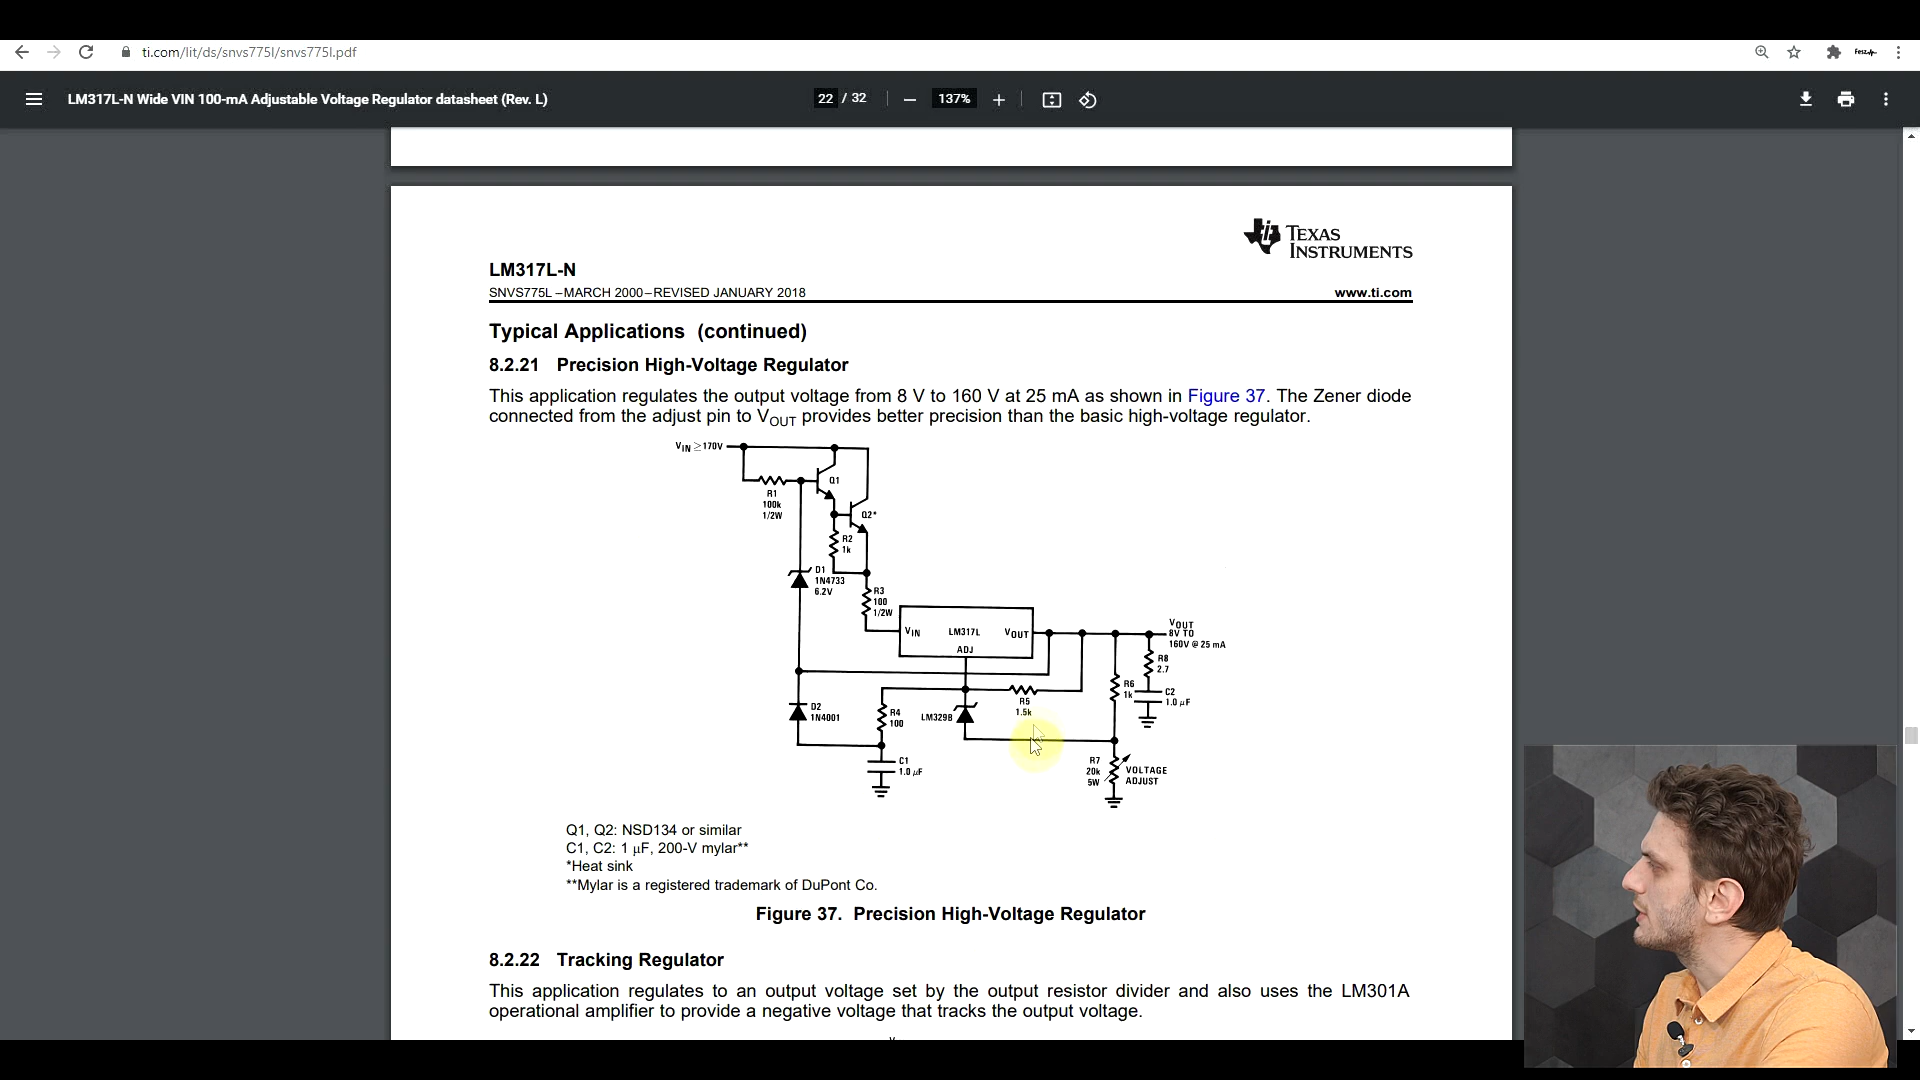 ti.com/lit/ds/snvs775l/snvs775l.pdf
LM317L-N Wide VIN 100-mA Adjustable Voltage Regulator datasheet (Rev. L)
22 / 32
137%
TEXAS
INSTRUMENTS
LM317L-N
SNVS775L –MARCH 2000–REVISED JANUARY 2018
www.ti.com
Typical Applications (continued)
8.2.21 Precision High-Voltage Regulator
This application regulates the output voltage from 8 V to 160 V at 25 mA as shown in Figure 37. The Zener diode
connected from the adjust pin to VOUT provides better precision than the basic high-voltage regulator.
VIN ≥170V
Q1
R1
100k
1/2W
Q2*
R2
1k
D1
1N4733
6.2V
R3
100
1/2W
VIN
LM317L
VOUT
ADJ
VOUT
8V TO
160V @ 25 mA
R8
2.7
R6
1k
C2
1.0 µF
R5
1.5k
D2
1N4001
R4
100
LM329B
C1
1.0 µF
R7
20k
5W
VOLTAGE
ADJUST
Q1, Q2: NSD134 or similar
C1, C2: 1 µF, 200-V mylar**
*Heat sink
**Mylar is a registered trademark of DuPont Co.
Figure 37. Precision High-Voltage Regulator
8.2.22 Tracking Regulator
This application regulates to an output voltage set by the output resistor divider and also uses the LM301A
operational amplifier to provide a negative voltage that tracks the output voltage.